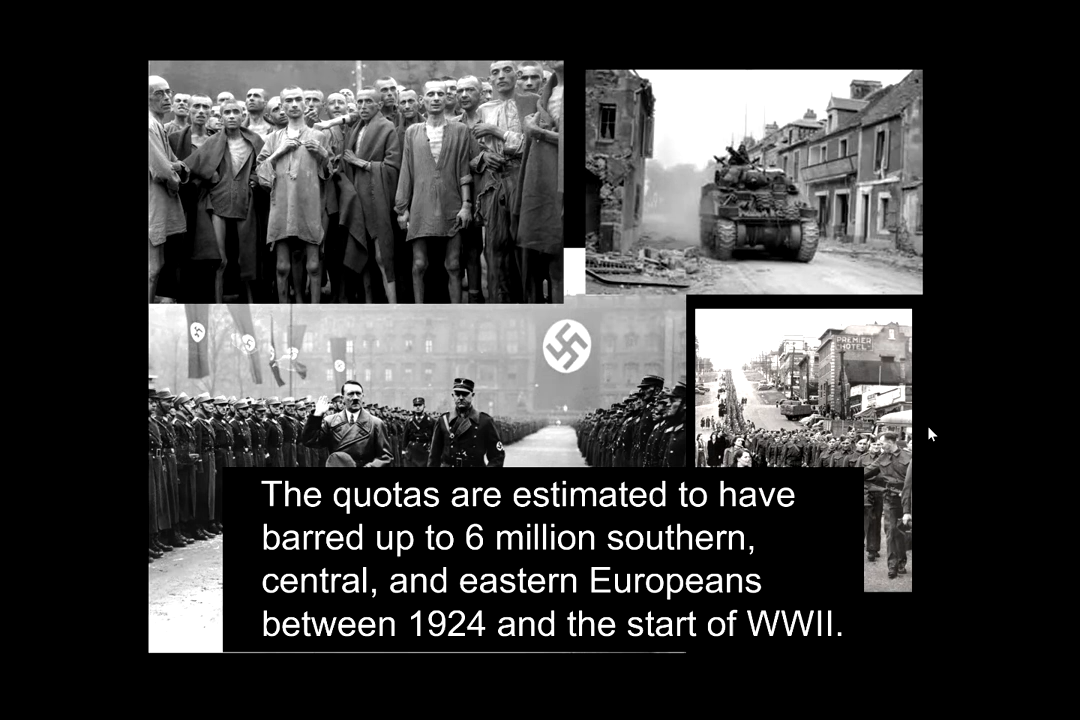 PREMIER
HOTEL
The quotas are estimated to have
barred up to 6 million southern,
central, and eastern Europeans
between 1924 and the start of WWII.